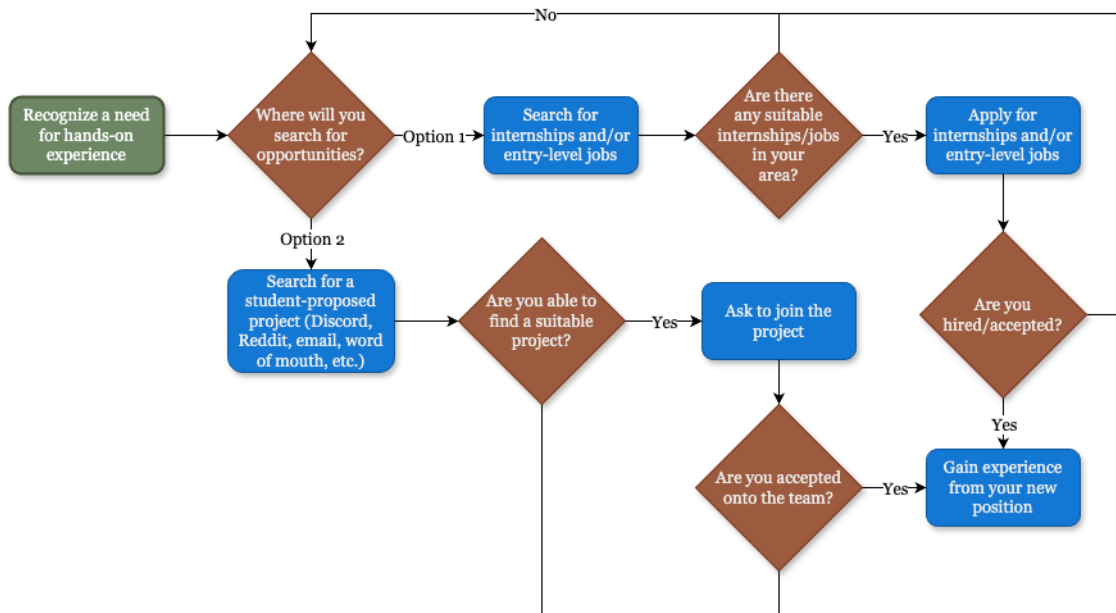 No
Recognize a need
for hands-on
experience
Where will you
search for
opportunities?
Option 1
Search for
internships and/or
entry-level jobs
Are there
any suitable
internships/jobs
in your
area?
Yes
Apply for
internships and/or
entry-level jobs
Option 2
Search for a
student-proposed
project (Discord,
Reddit, email, word
of mouth, etc.)
Are you able to
find a suitable
project?
Yes
Ask to join the
project
Are you
hired/accepted?
Yes
Are you accepted
onto the team?
Yes
Gain experience
from your new
position